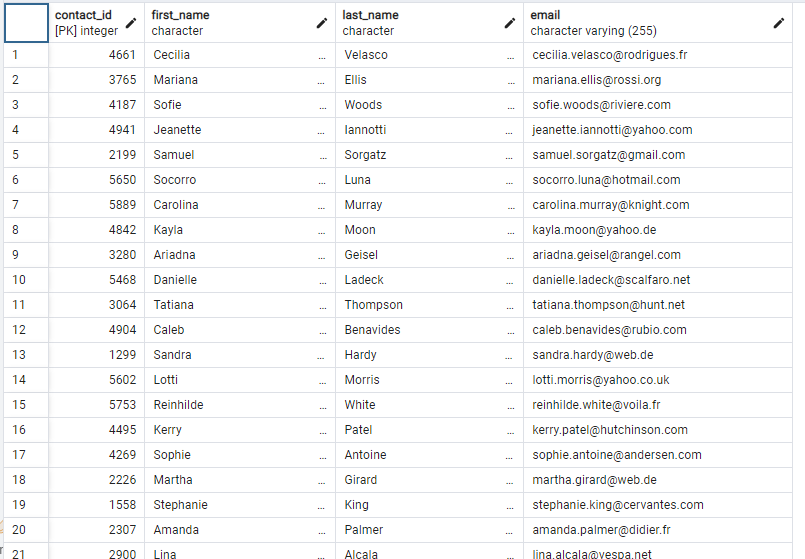 contact_id first_name last_name email
[PK] integer character character character varying (255)
1 4661 Cecilia ... Velasco ... cecilia.velasco@rodrigues.fr
2 3765 Mariana ... Ellis ... mariana.ellis@rossi.org
3 4187 Sofie ... Woods ... sofie.woods@riviere.com
4 4941 Jeanette ... Iannotti ... jeanette.iannotti@yahoo.com
5 2199 Samuel ... Sorgatz ... samuel.sorgatz@gmail.com
6 5650 Socorro ... Luna ... socorro.luna@hotmail.com
7 5889 Carolina ... Murray ... carolina.murray@knight.com
8 4842 Kayla ... Moon ... kayla.moon@yahoo.de
9 3280 Ariadna ... Geisel ... ariadna.geisel@rangel.com
10 5468 Danielle ... Ladeck ... danielle.ladeck@scalfaro.net
11 3064 Tatiana ... Thompson ... tatiana.thompson@hunt.net
12 4904 Caleb ... Benavides ... caleb.benavides@rubio.com
13 1299 Sandra ... Hardy ... sandra.hardy@web.de
14 5602 Lotti ... Morris ... lotti.morris@yahoo.co.uk
15 5753 Reinhilde ... White ... reinhilde.white@voila.fr
16 4495 Kerry ... Patel ... kerry.patel@hutchinson.com
17 4269 Sophie ... Antoine ... sophie.antoine@andersen.com
18 2226 Martha ... Girard ... martha.girard@web.de
19 1558 Stephanie ... King ... stephanie.king@cervantes.com
20 2307 Amanda ... Palmer ... amanda.palmer@didier.fr
21 2900 Lina ... Alcala ... lina.alcala@vespa.net